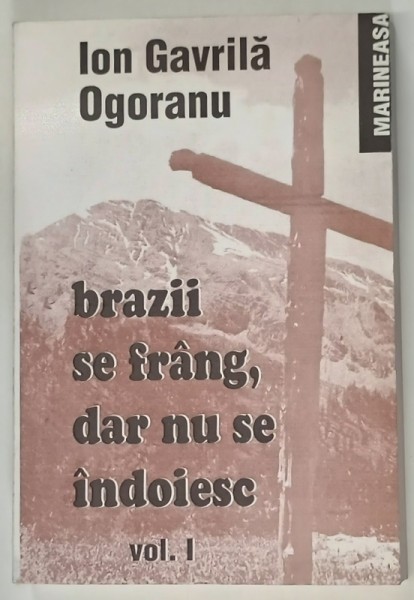 Ion Gavrilă
Ogoranu
MARINEASA
brazii
se frâng,
dar nu se
îndoiesc
vol. I